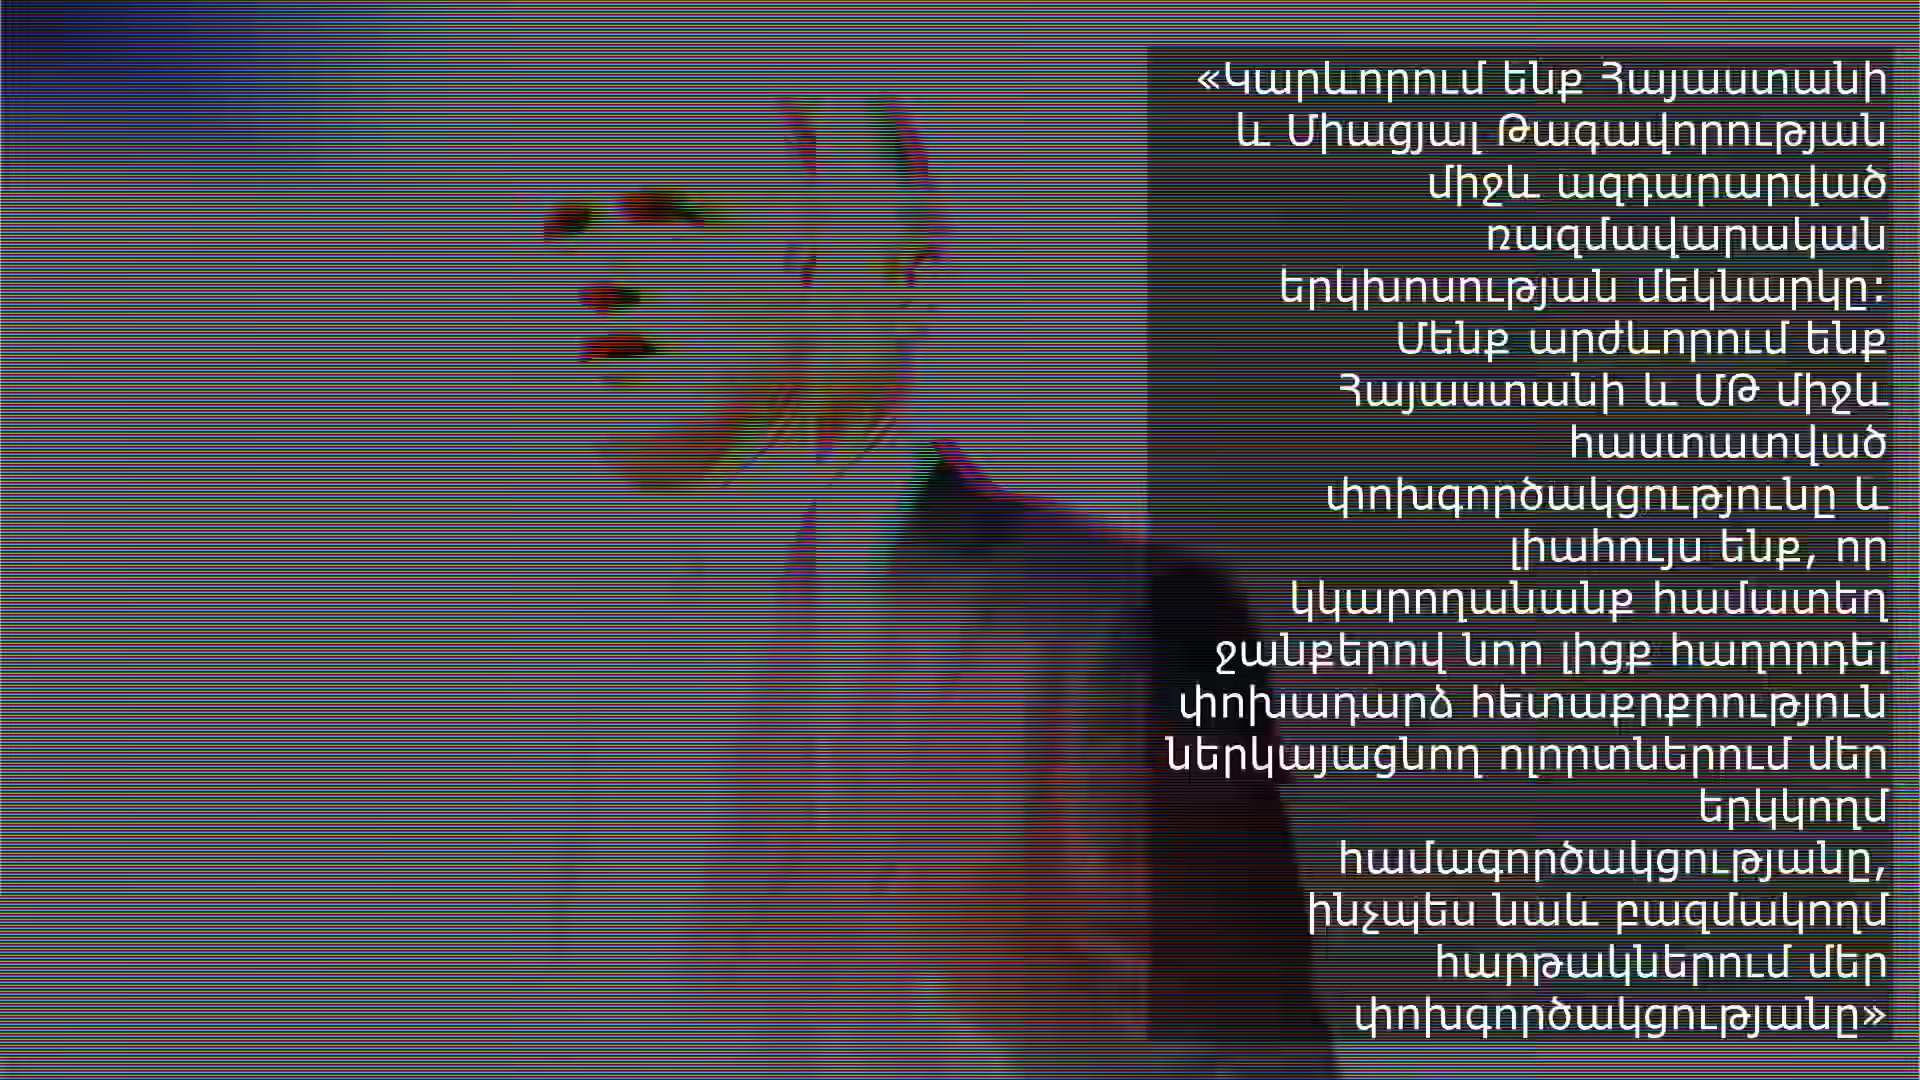 «Կարևորում ենք Հայաստանի
և Միացյալ Թագավորության
միջև ազդարարված
ռազմավարական
երկխոսության մեկնարկը:
Մենք արժևորում ենք
Հայաստանի և ՄԹ միջև
հաստատված
փոխգործակցությունը և
լիահույս ենք, որ
կկարողանանք համատեղ
ջանքերով նոր լիցք հաղորդել
փոխադարձ հետաքրքրություն
ներկայացնող ոլորտներում մեր
երկկողմ
համագործակցությանը,
ինչպես նաև բազմակողմ
հարթակներում մեր
փոխգործակցությանը»